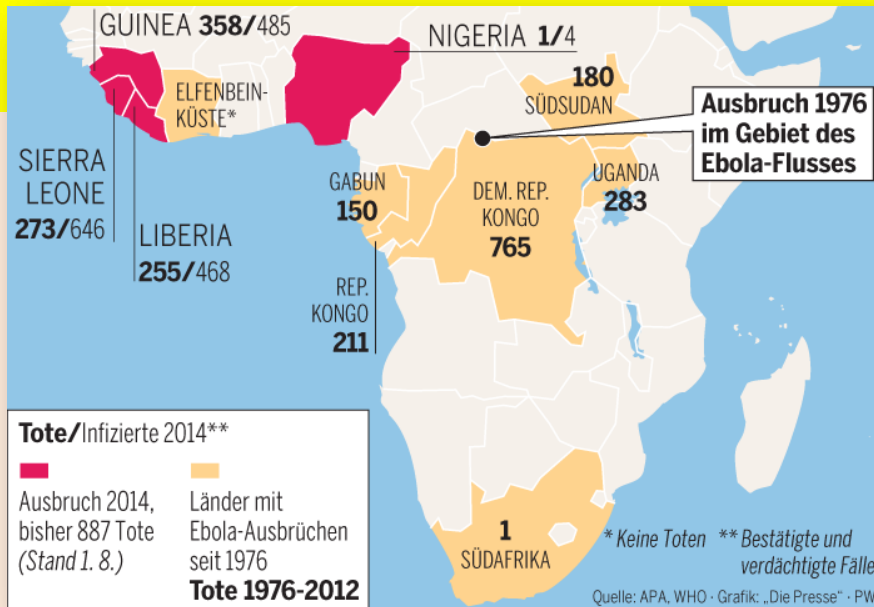 GUINEA 358/485
NIGERIA 1/4
ELFENBEIN-
KÜSTE*
180
SÜDSUDAN
Ausbruch 1976
im Gebiet des
Ebola-Flusses
SIERRA
LEONE
273/646
LIBERIA
255/468
GABUN
150
DEM. REP.
KONGO
765
UGANDA
283
REP.
KONGO
211
Tote/Infizierte 2014**
Ausbruch 2014,
bisher 887 Tote
(Stand 1. 8.)
Länder mit
Ebola-Ausbrüchen
seit 1976
Tote 1976-2012
1
SÜDAFRIKA
* Keine Toten ** Bestätigte und
verdächtigte Fälle
Quelle: APA, WHO · Grafik: „Die Presse“ · PW